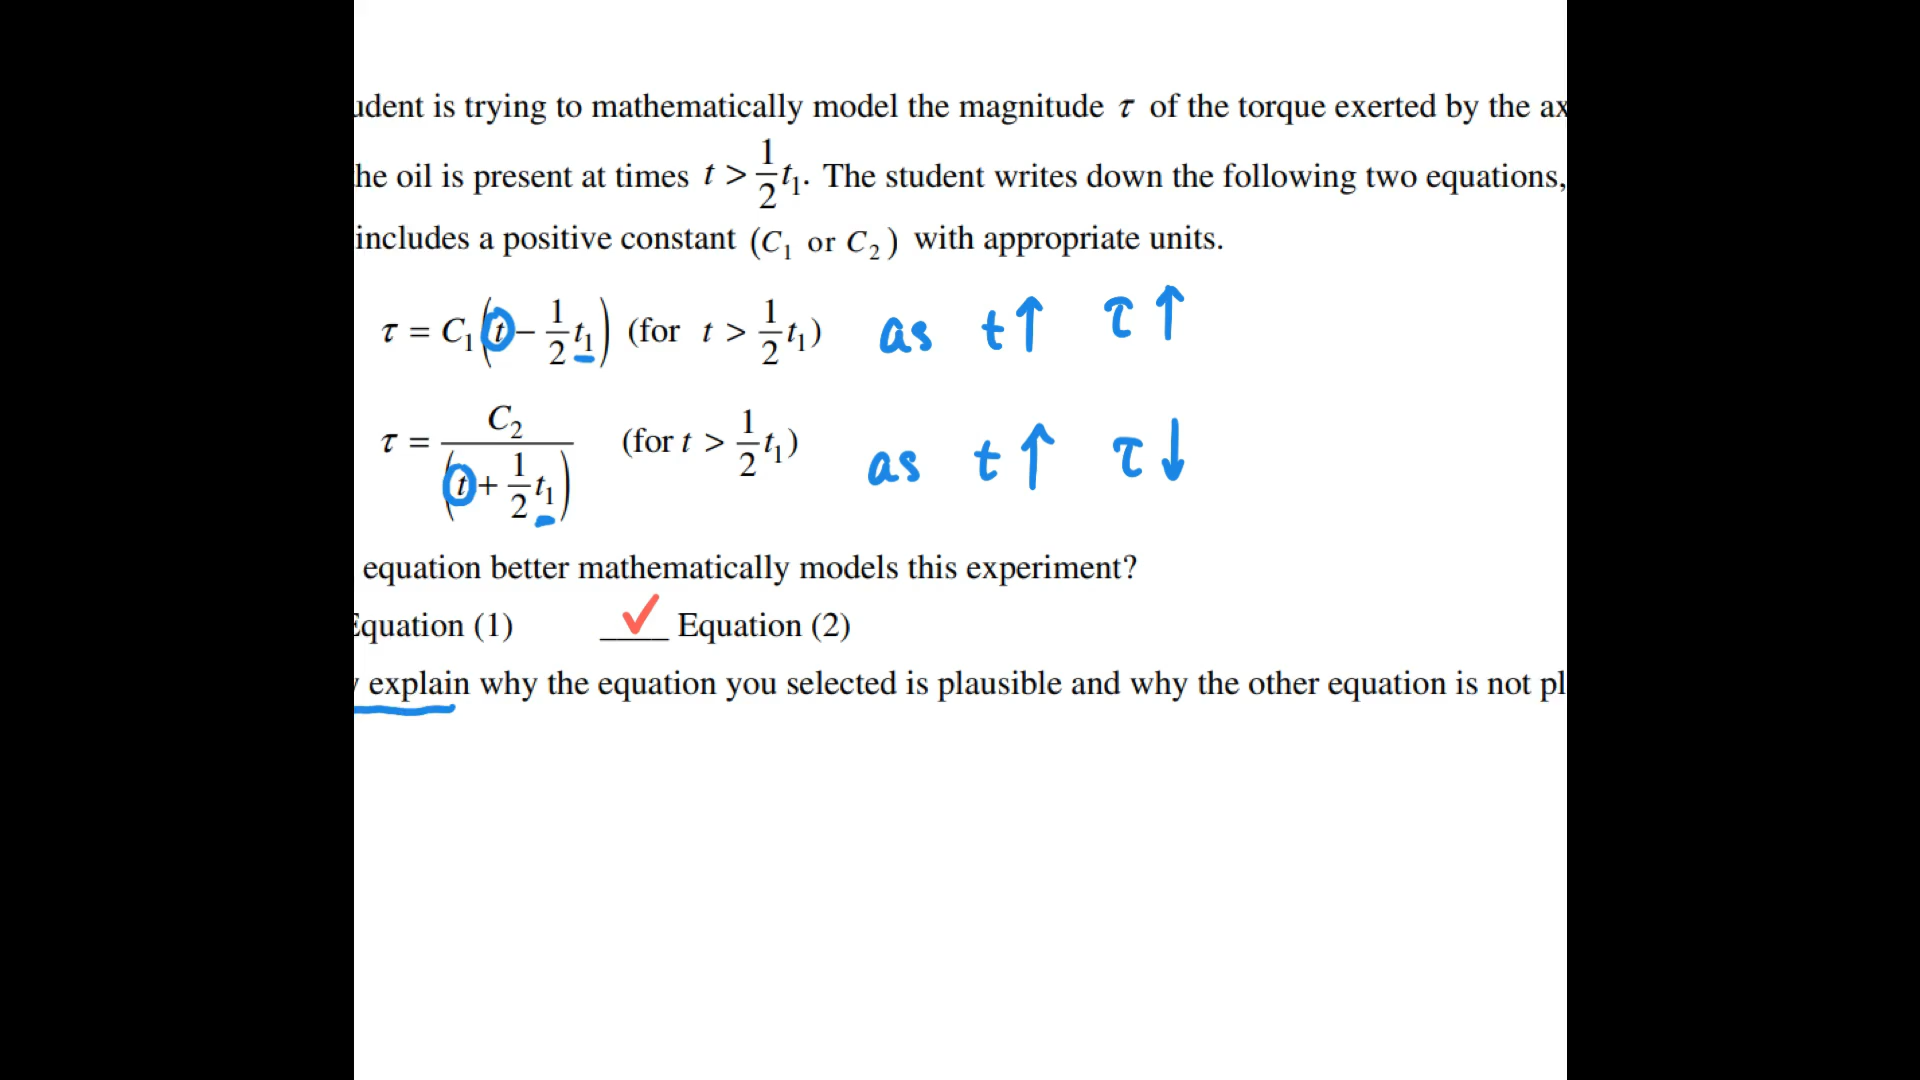 udent is trying to mathematically model the magnitude τ of the torque exerted by the ax
he oil is present at times t > 1/2 t₁. The student writes down the following two equations,
includes a positive constant (C₁ or C₂) with appropriate units.
τ = C₁(t − 1/2 t₁) (for t > 1/2 t₁) as t↑ τ↑
τ = C₂/(t + 1/2 t₁) (for t > 1/2 t₁) as t↑ τ↓
equation better mathematically models this experiment?
Equation (1) ✓ Equation (2)
y explain why the equation you selected is plausible and why the other equation is not pl